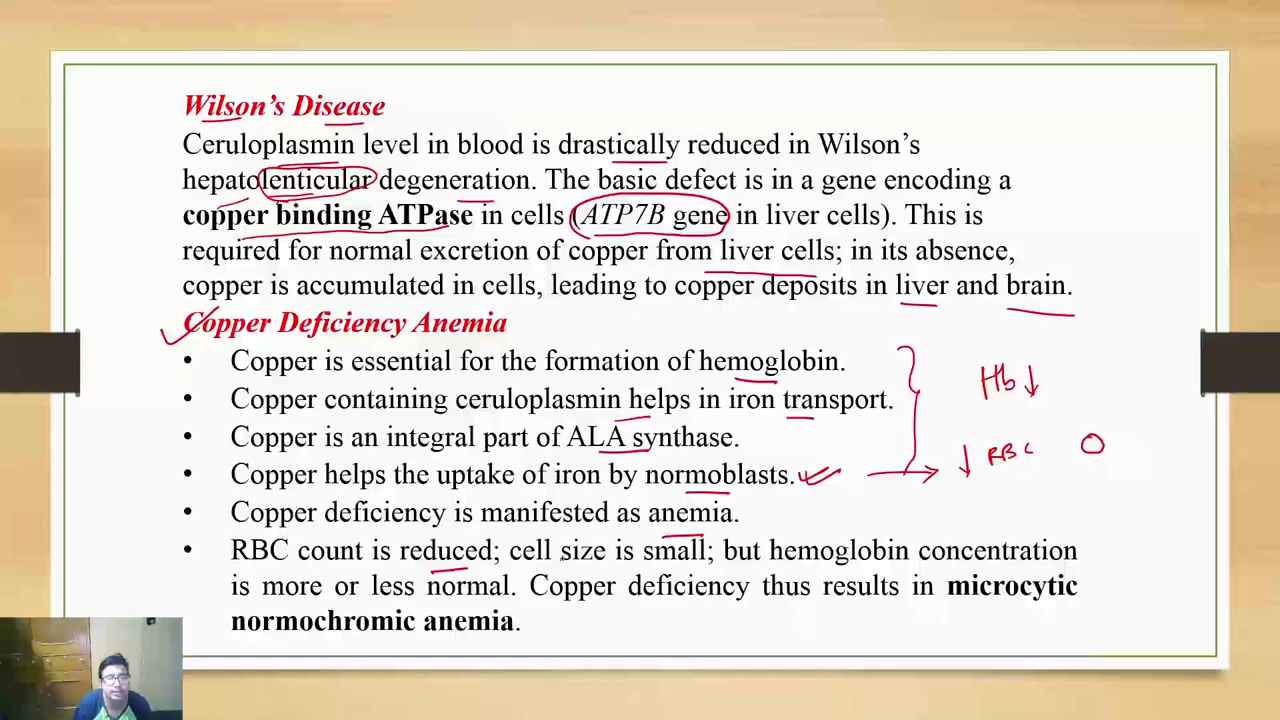 Wilson's Disease
Ceruloplasmin level in blood is drastically reduced in Wilson's
hepatolenticular degeneration. The basic defect is in a gene encoding a
copper binding ATPase in cells (ATP7B gene in liver cells). This is
required for normal excretion of copper from liver cells; in its absence,
copper is accumulated in cells, leading to copper deposits in liver and brain.
Copper Deficiency Anemia
• Copper is essential for the formation of hemoglobin.
• Copper containing ceruloplasmin helps in iron transport.
• Copper is an integral part of ALA synthase.
• Copper helps the uptake of iron by normoblasts.
• Copper deficiency is manifested as anemia.
• RBC count is reduced; cell size is small; but hemoglobin concentration
is more or less normal. Copper deficiency thus results in microcytic
normochromic anemia.
Hb↓
↓ RBC